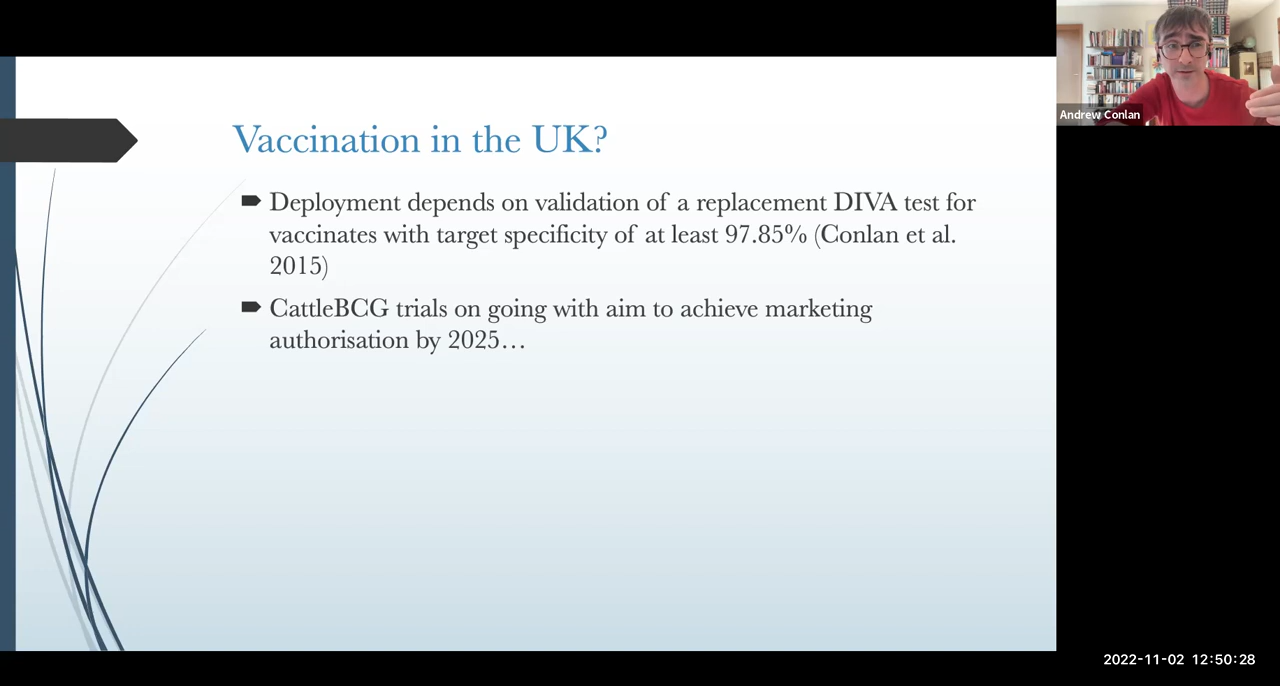 Vaccination in the UK?
Deployment depends on validation of a replacement DIVA test for
vaccinates with target specificity of at least 97.85% (Conlan et al.
2015)
CattleBCG trials on going with aim to achieve marketing
authorisation by 2025…
Andrew Conlan
2022-11-02 12:50:28